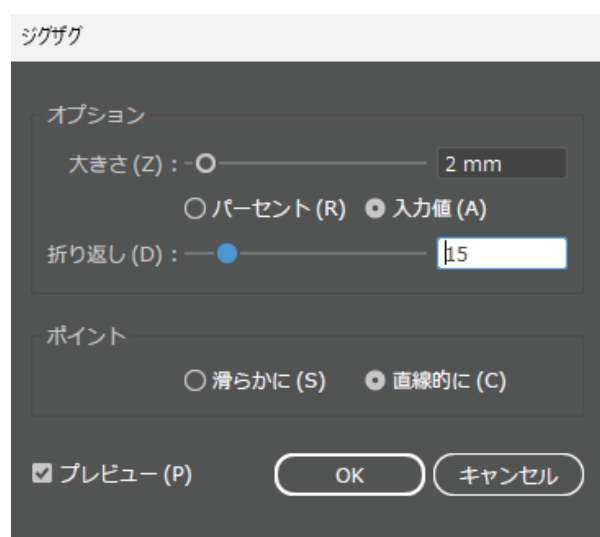 ジグザグ
オプション
大きさ (Z) : 2 mm
パーセント (R) 入力値 (A)
折り返し (D) : 15
ポイント
滑らかに (S) 直線的に (C)
プレビュー (P) OK キャンセル